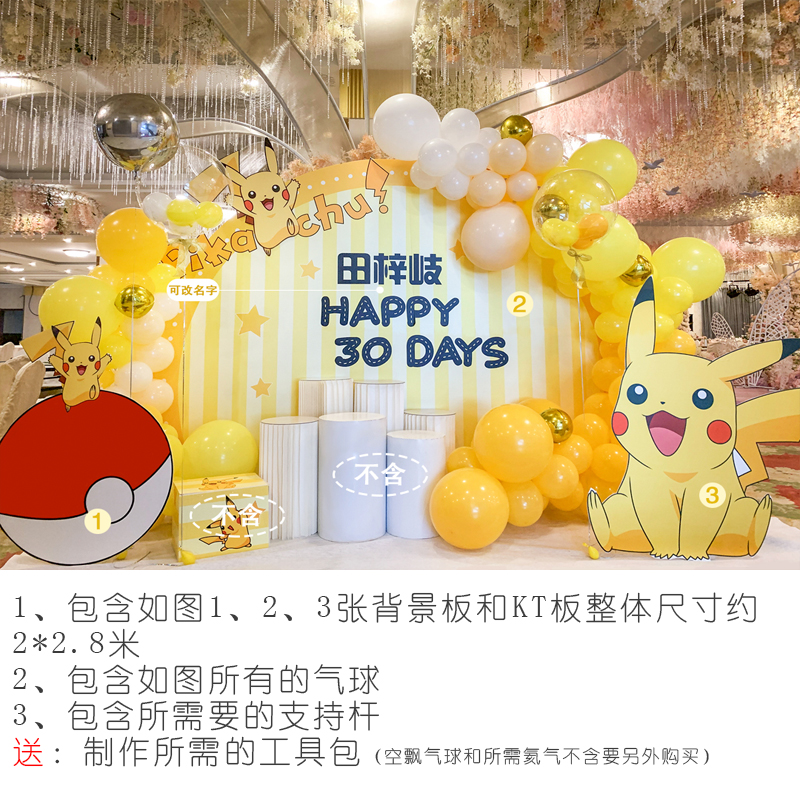 Pikachu!
可改名字
田梓岐
HAPPY
30 DAYS
2
不含
不含
1
3
1、包含如图1、2、3张背景板和KT板整体尺寸约
2*2.8米
2、包含如图所有的气球
3、包含所需要的支持杆
送：制作所需的工具包（空飘气球和所需氦气不含要另外购买）